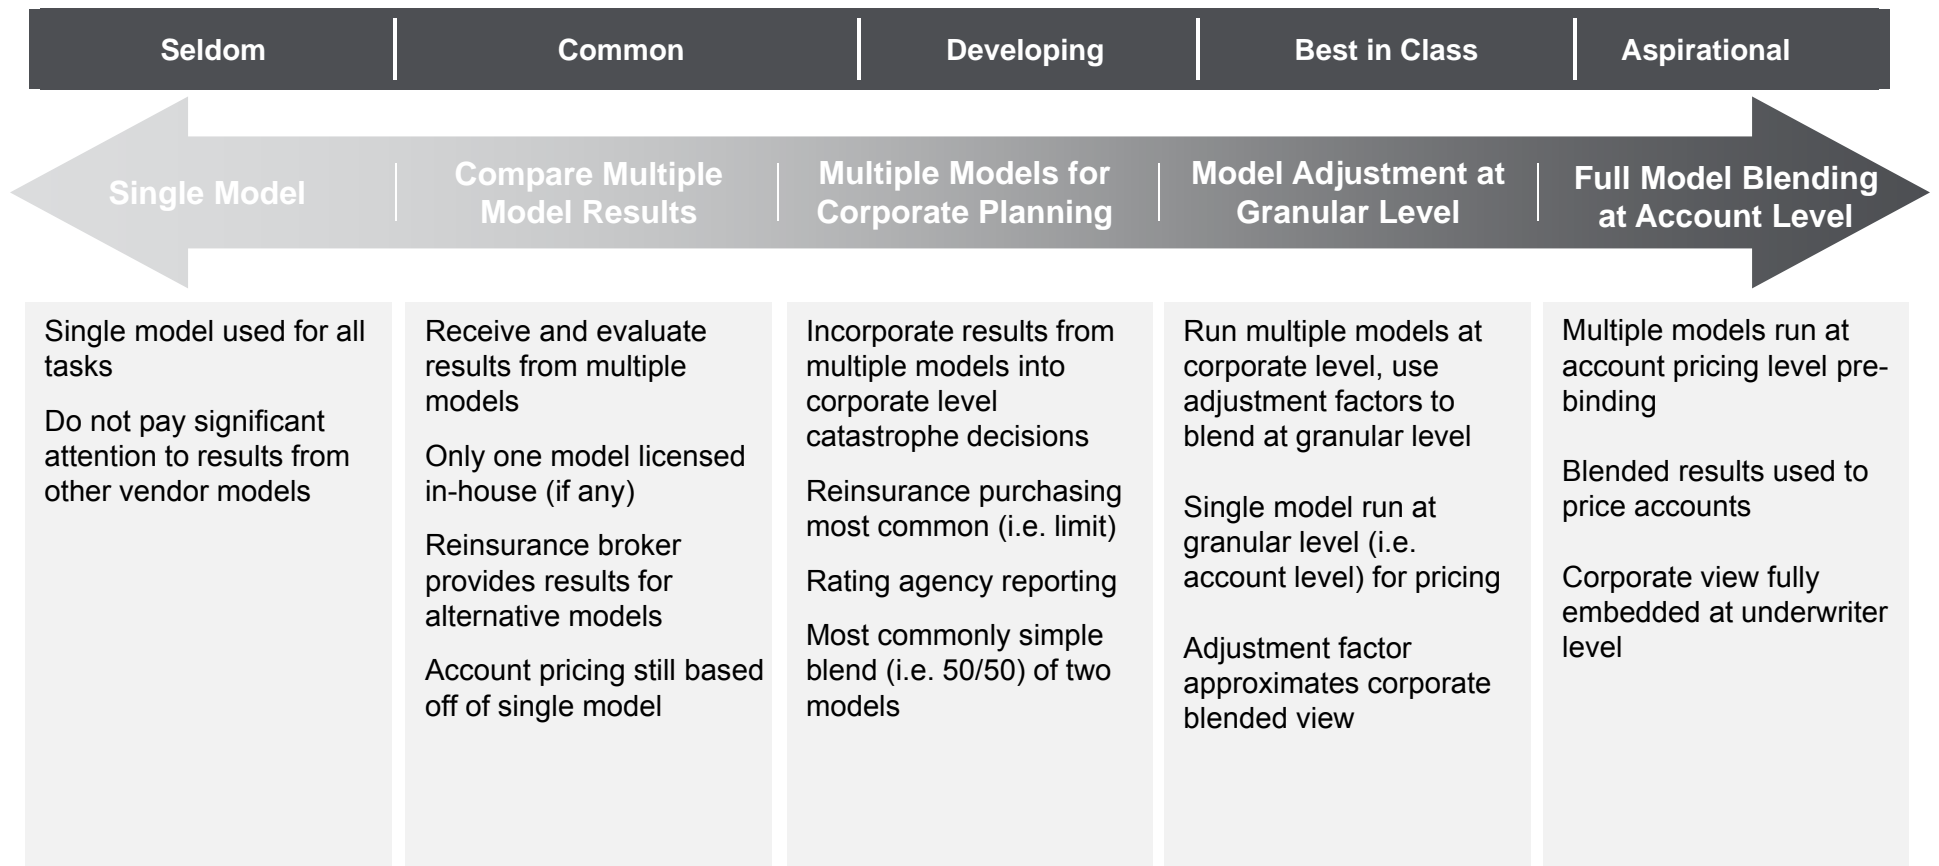 Seldom
Common
Developing
Best in Class
Aspirational
Single Model
Compare Multiple
Model Results
Multiple Models for
Corporate Planning
Model Adjustment at
Granular Level
Full Model Blending
at Account Level
Single model used for all
tasks
Do not pay significant
attention to results from
other vendor models
Receive and evaluate
results from multiple
models
Only one model licensed
in-house (if any)
Reinsurance broker
provides results for
alternative models
Account pricing still based
off of single model
Incorporate results from
multiple models into
corporate level
catastrophe decisions
Reinsurance purchasing
most common (i.e. limit)
Rating agency reporting
Most commonly simple
blend (i.e. 50/50) of two
models
Run multiple models at
corporate level, use
adjustment factors to
blend at granular level
Single model run at
granular level (i.e.
account level) for pricing
Adjustment factor
approximates corporate
blended view
Multiple models run at
account pricing level pre-
binding
Blended results used to
price accounts
Corporate view fully
embedded at underwriter
level